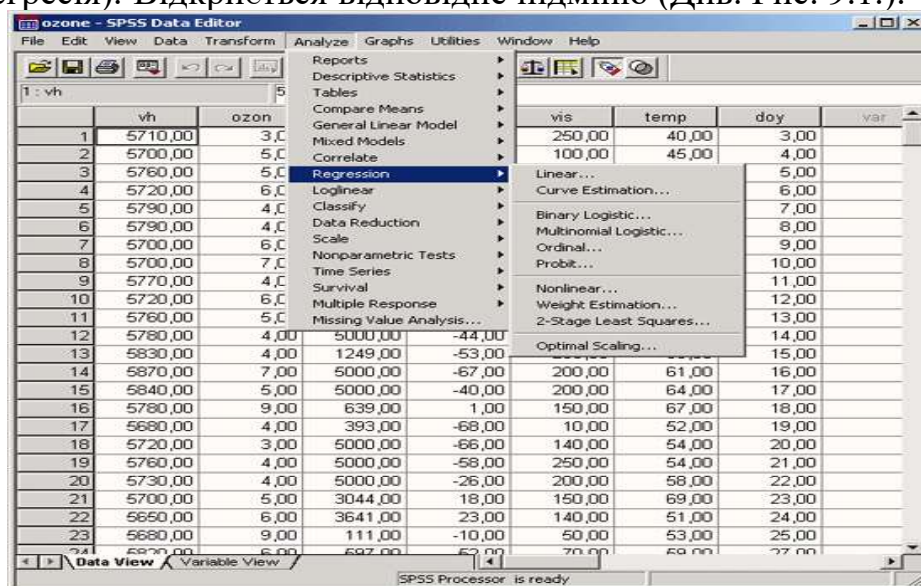 егресія). Відкриється відповідне підмню (Див. Рис. 9.1.).
ozone - SPSS Data Editor
File Edit View Data Transform Analyze Graphs Utilities Window Help
1 : vh 5
vh ozon vis temp doy var
Reports
Descriptive Statistics
Tables
Compare Means
General Linear Model
Mixed Models
Correlate
Regression
Loglinear
Classify
Data Reduction
Scale
Nonparametric Tests
Time Series
Survival
Multiple Response
Missing Value Analysis...
Linear...
Curve Estimation...
Binary Logistic...
Multinomial Logistic...
Ordinal...
Probit...
Nonlinear...
Weight Estimation...
2-Stage Least Squares...
Optimal Scaling...
1 5710,00 3,0 250,00 40,00 3,00
2 5700,00 5,0 100,00 45,00 4,00
3 5760,00 5,0 5,00
4 5720,00 6,0 6,00
5 5790,00 4,0 7,00
6 5790,00 4,0 8,00
7 5700,00 6,0 9,00
8 5700,00 7,0 10,00
9 5770,00 4,0 11,00
10 5720,00 6,0 12,00
11 5760,00 5,0 13,00
12 5780,00 4,00 5000,00 -44,00 14,00
13 5830,00 4,00 1249,00 -53,00 15,00
14 5870,00 7,00 5000,00 -67,00 200,00 61,00 16,00
15 5840,00 5,00 5000,00 -40,00 200,00 64,00 17,00
16 5780,00 9,00 639,00 1,00 150,00 67,00 18,00
17 5680,00 4,00 393,00 -68,00 10,00 52,00 19,00
18 5720,00 3,00 5000,00 -66,00 140,00 54,00 20,00
19 5760,00 4,00 5000,00 -58,00 250,00 54,00 21,00
20 5730,00 4,00 5000,00 -26,00 200,00 58,00 22,00
21 5700,00 5,00 3044,00 18,00 150,00 69,00 23,00
22 5650,00 6,00 3641,00 23,00 140,00 51,00 24,00
23 5680,00 9,00 111,00 -10,00 50,00 53,00 25,00
Data View Variable View
SPSS Processor is ready